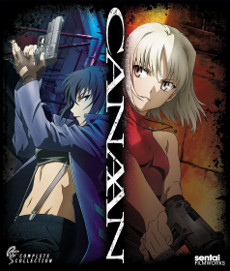 CANAAN
COMPLETE
COLLECTION
sentai
FILMWORKS